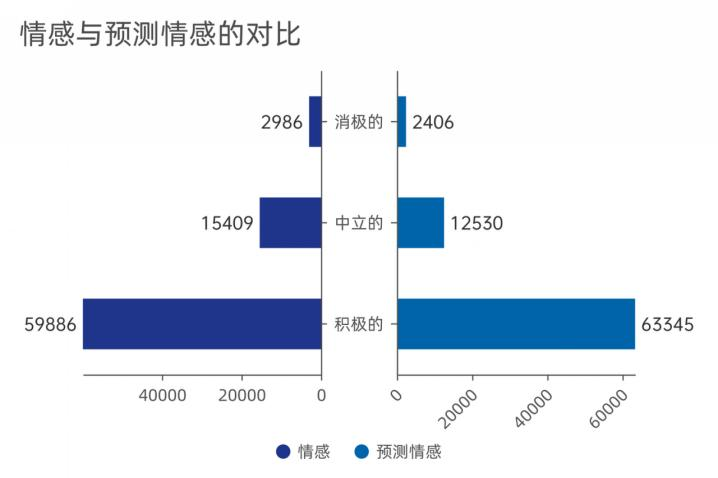 情感与预测情感的对比
2986 消极的 2406
15409 中立的 12530
59886 积极的 63345
40000 20000 0 0 20000 40000 60000
情感 预测情感